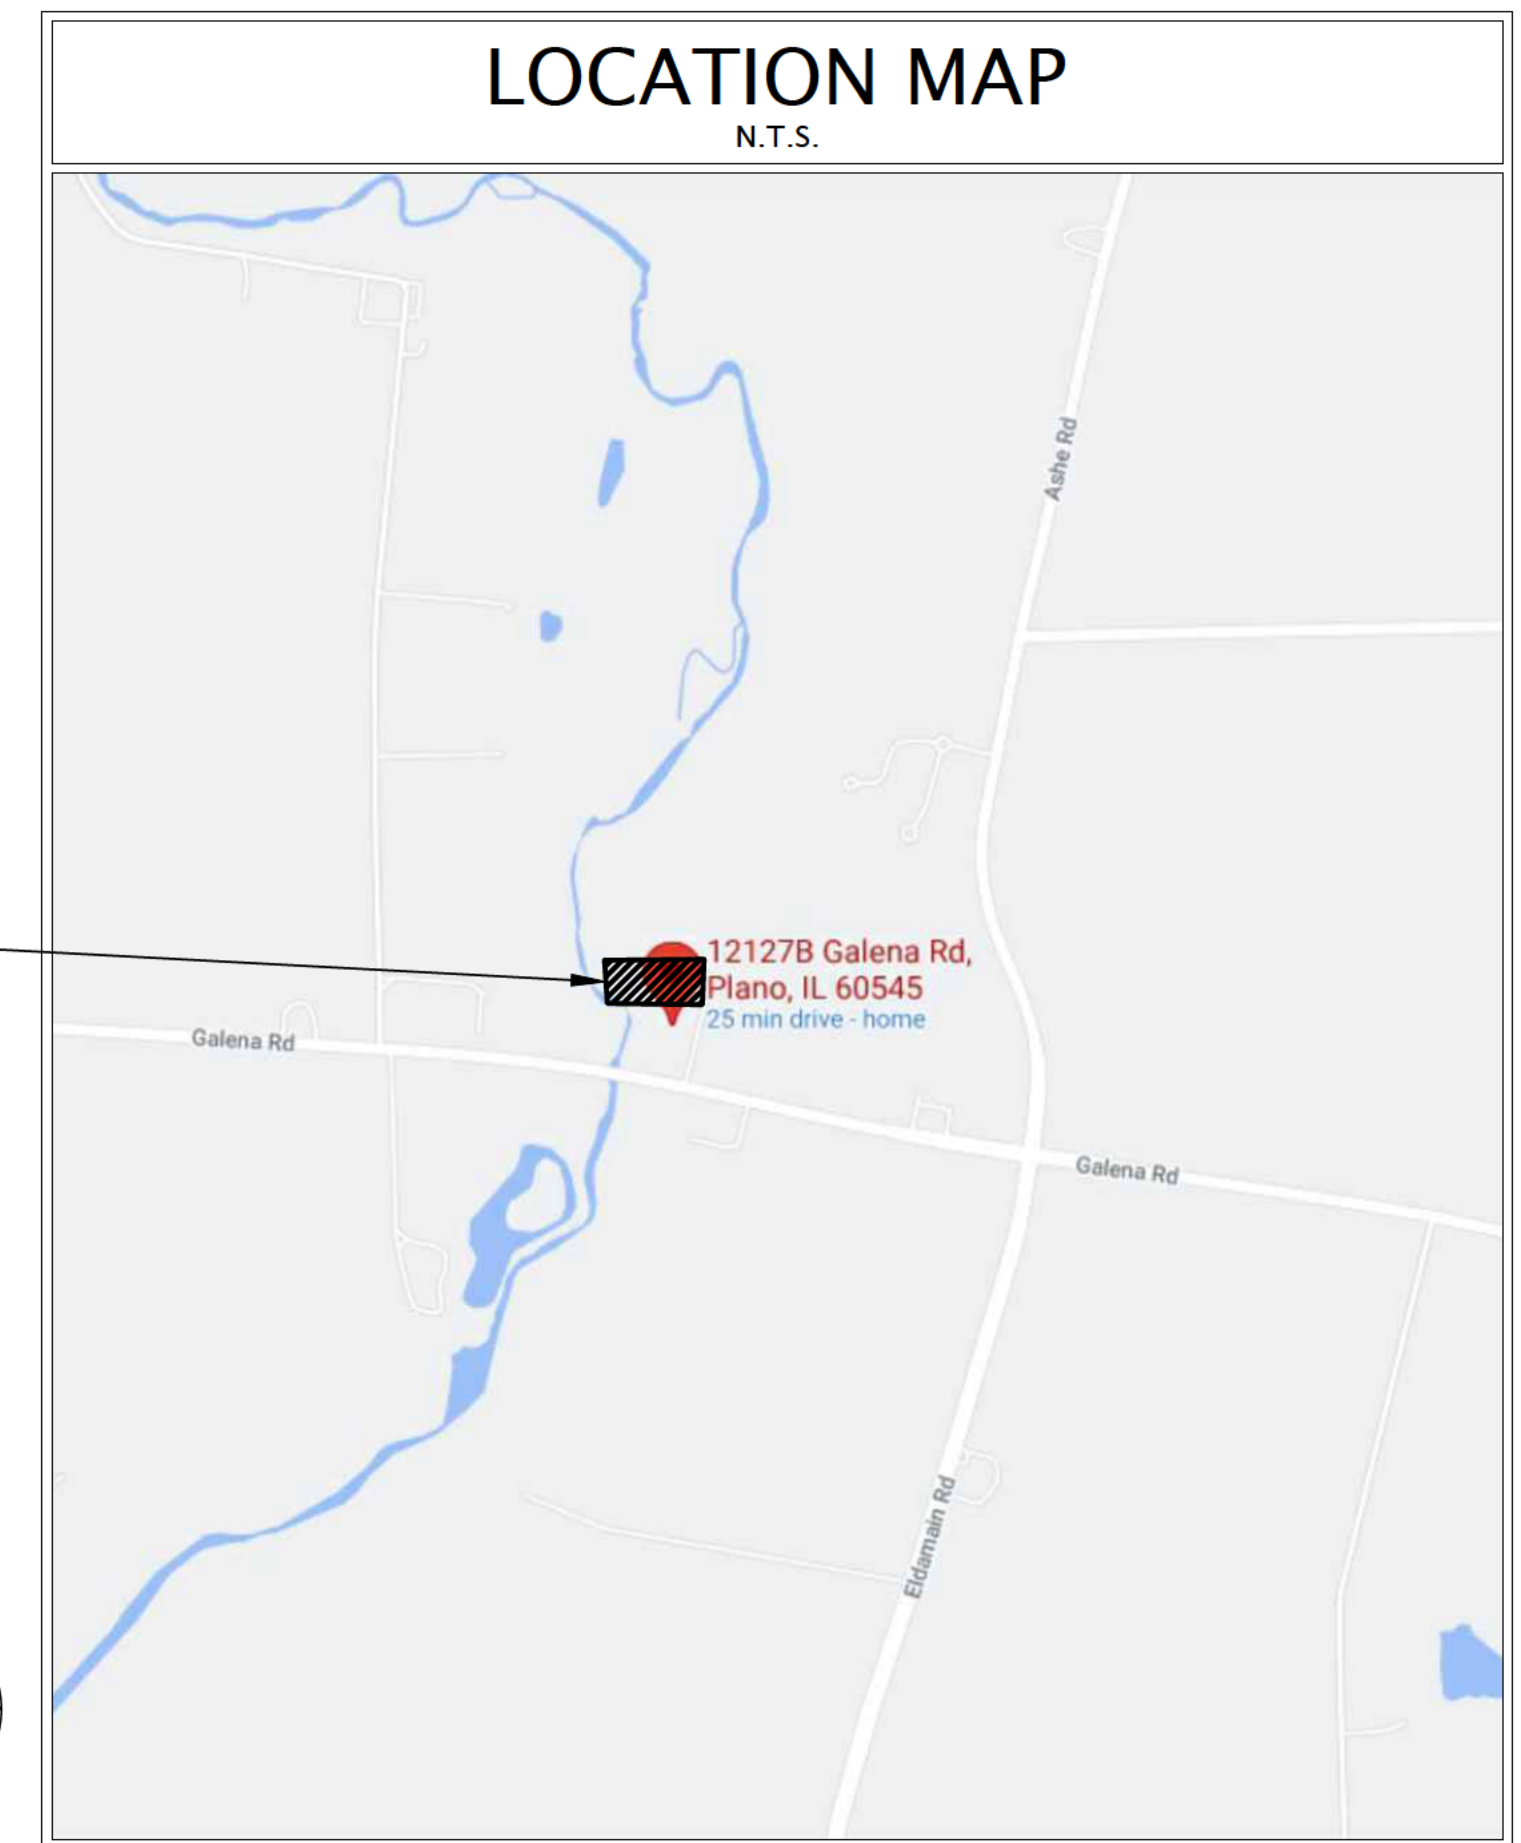 LOCATION MAP
N.T.S.
Ashe Rd
12127B Galena Rd,
Plano, IL 60545
25 min drive - home
Galena Rd
Galena Rd
Eldamain Rd